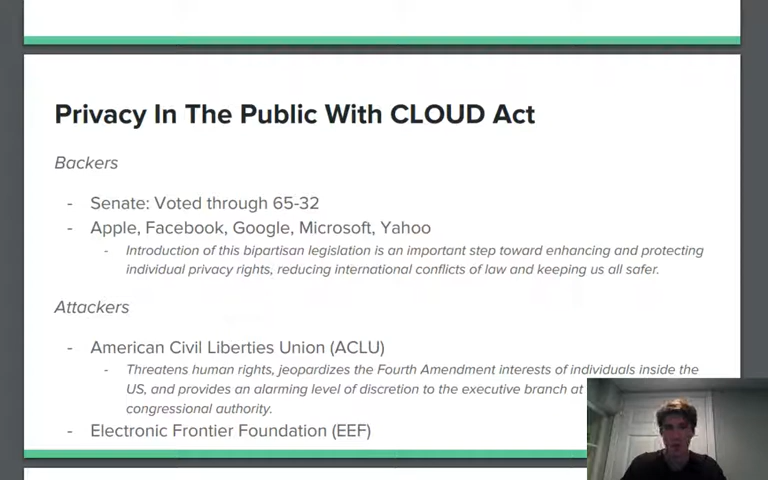 Privacy In The Public With CLOUD Act
Backers
- Senate: Voted through 65-32
- Apple, Facebook, Google, Microsoft, Yahoo
- Introduction of this bipartisan legislation is an important step toward enhancing and protecting
individual privacy rights, reducing international conflicts of law and keeping us all safer.
Attackers
- American Civil Liberties Union (ACLU)
- Threatens human rights, jeopardizes the Fourth Amendment interests of individuals inside the
US, and provides an alarming level of discretion to the executive branch at
congressional authority.
- Electronic Frontier Foundation (EEF)